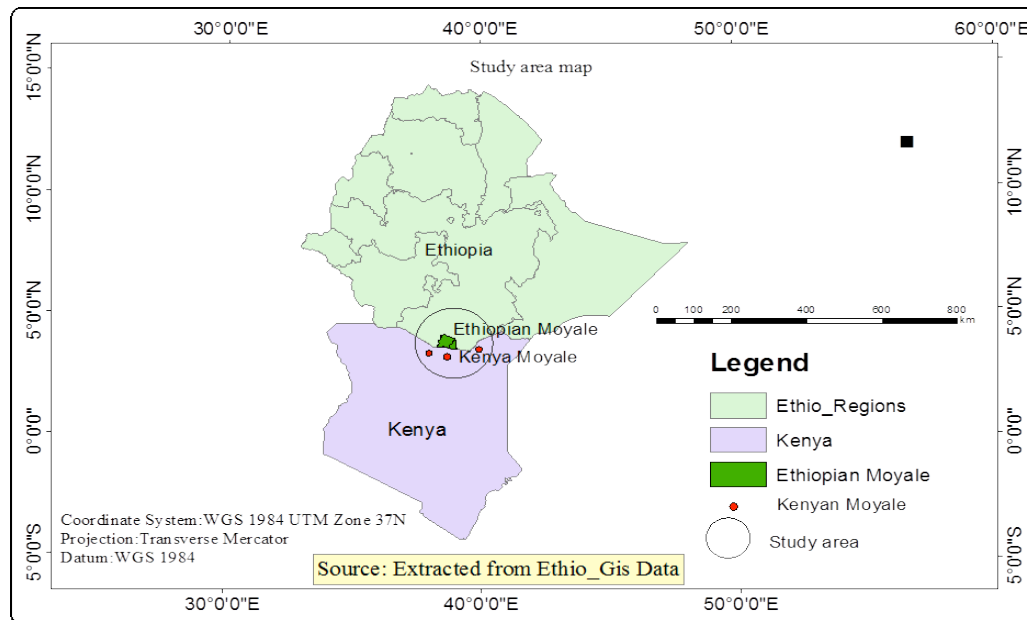 30°0'0"E 40°0'0"E 50°0'0"E 60°0'0"E
Study area map
15°0'0"N
15°0'0"N
10°0'0"N
10°0'0"N
Ethiopia
5°0'0"N
5°0'0"N
0 100 200 400 600 800
km
Ethiopian Moyale
Kenya Moyale
Legend
Ethio_Regions
Kenya
Kenya
0°0'0"
0°0'0"
Ethiopian Moyale
Kenyan Moyale
Study area
Coordinate System:WGS 1984 UTM Zone 37N
Projection:Transverse Mercator
Datum:WGS 1984
Source: Extracted from Ethio_Gis Data
5°0'0"S
5°0'0"S
30°0'0"E 40°0'0"E 50°0'0"E